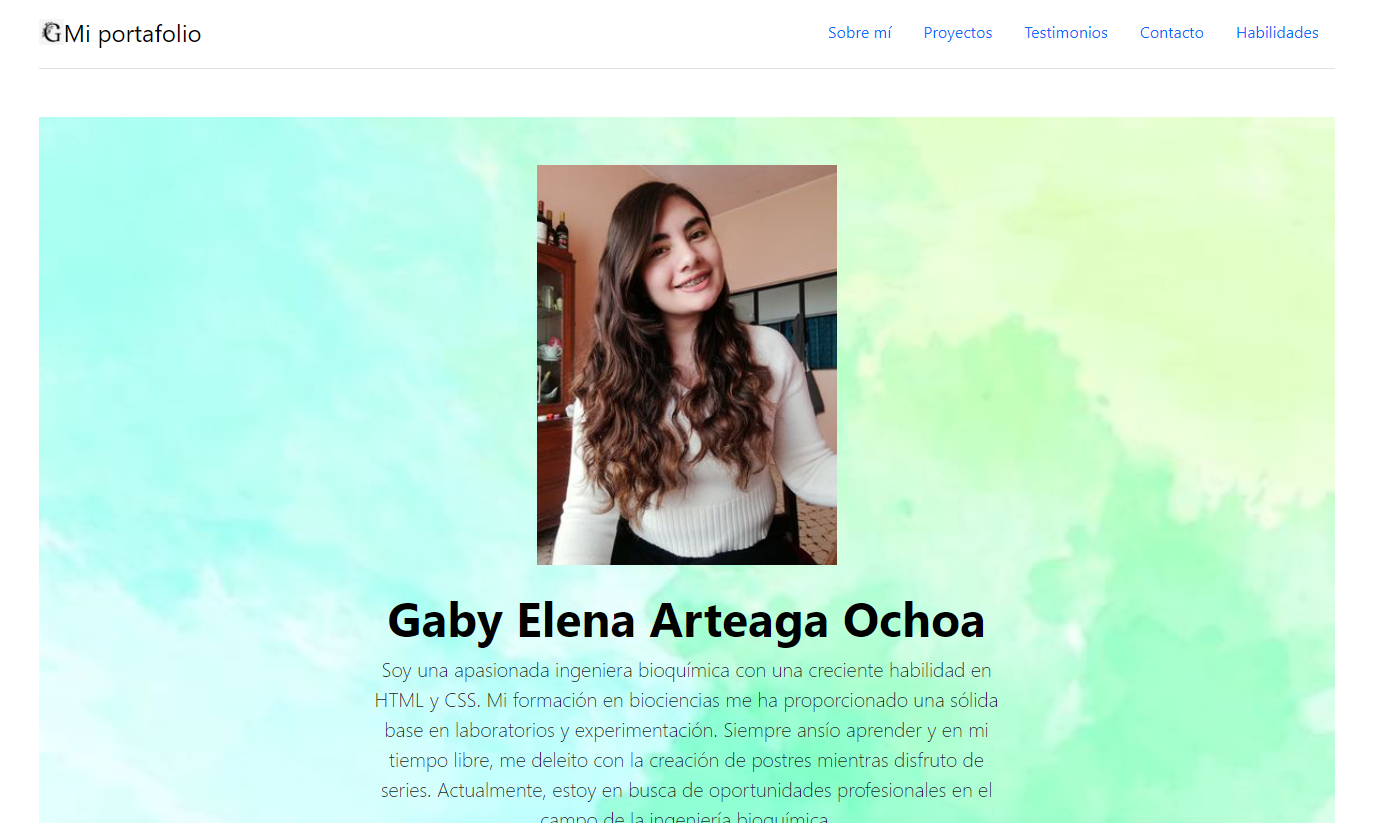 G Mi portafolio
Sobre mí Proyectos Testimonios Contacto Habilidades
Gaby Elena Arteaga Ochoa
Soy una apasionada ingeniera bioquímica con una creciente habilidad en
HTML y CSS. Mi formación en biociencias me ha proporcionado una sólida
base en laboratorios y experimentación. Siempre ansío aprender y en mi
tiempo libre, me deleito con la creación de postres mientras disfruto de
series. Actualmente, estoy en busca de oportunidades profesionales en el
campo de la ingeniería bioquímica.